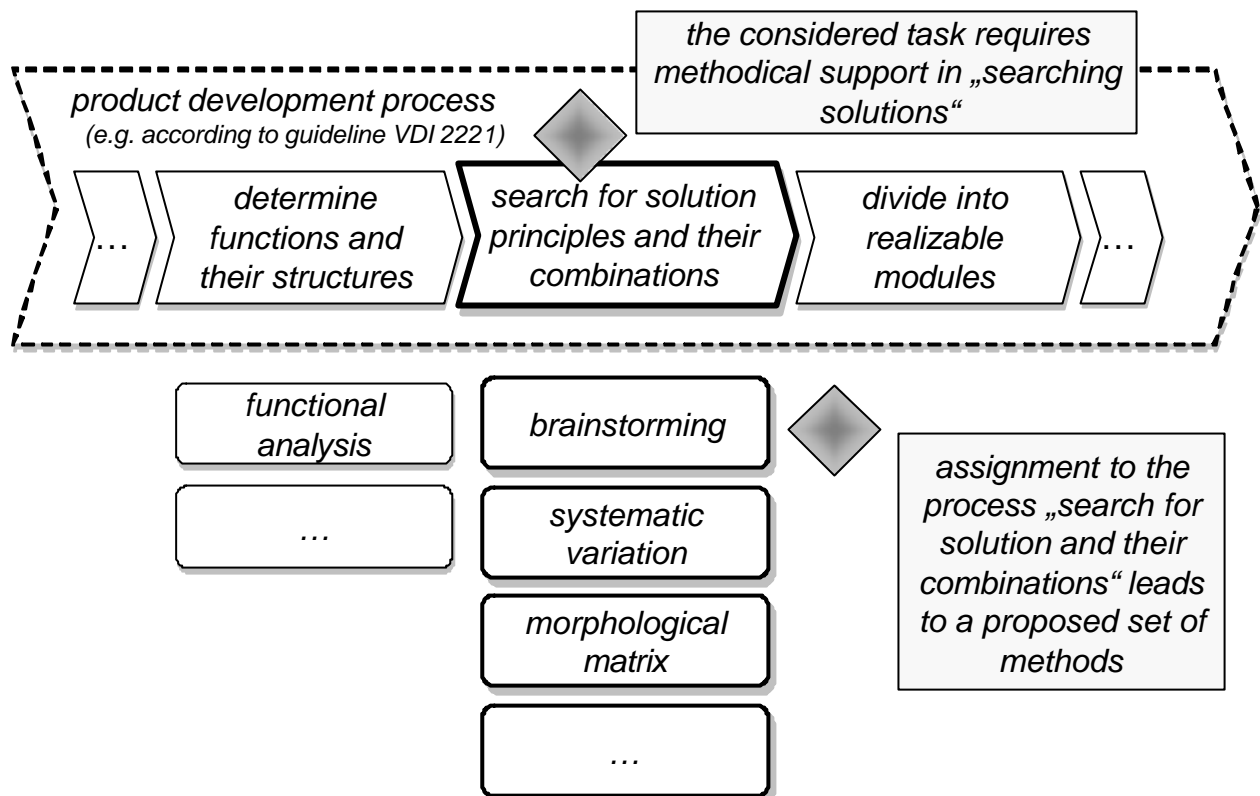 the considered task requires
methodical support in „searching
solutions“
product development process
(e.g. according to guideline VDI 2221)
…
determine
functions and
their structures
search for solution
principles and their
combinations
divide into
realizable
modules
…
functional
analysis
…
brainstorming
systematic
variation
morphological
matrix
…
assignment to the
process „search for
solution and their
combinations“ leads
to a proposed set of
methods